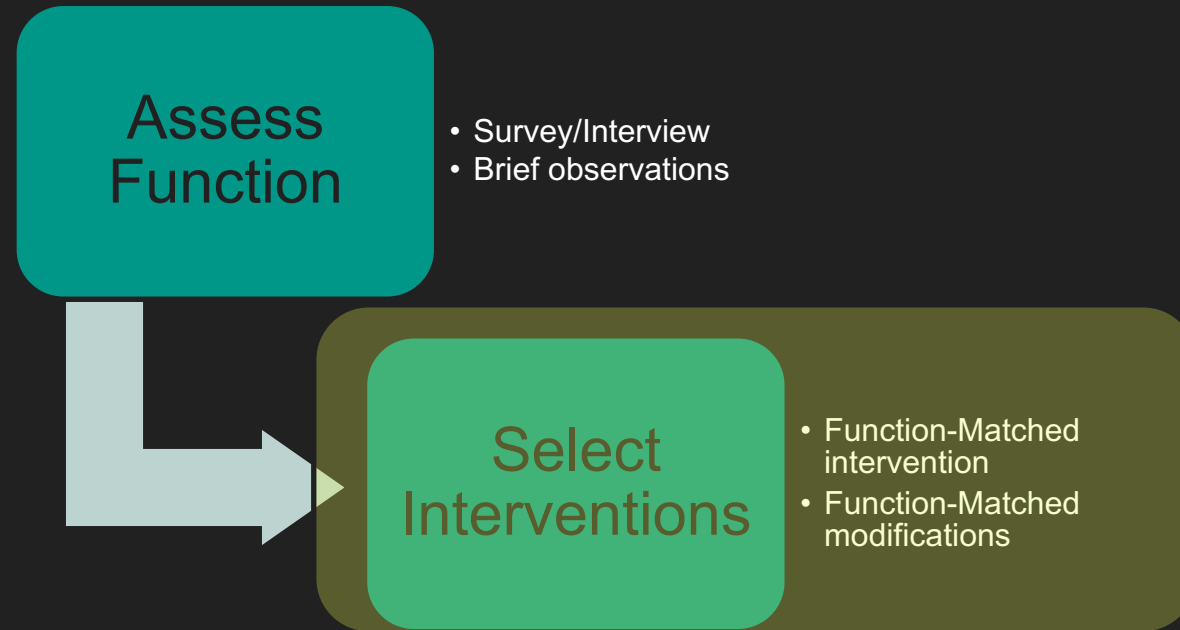 Assess
Function
• Survey/Interview
• Brief observations
Select
Interventions
• Function-Matched
intervention
• Function-Matched
modifications